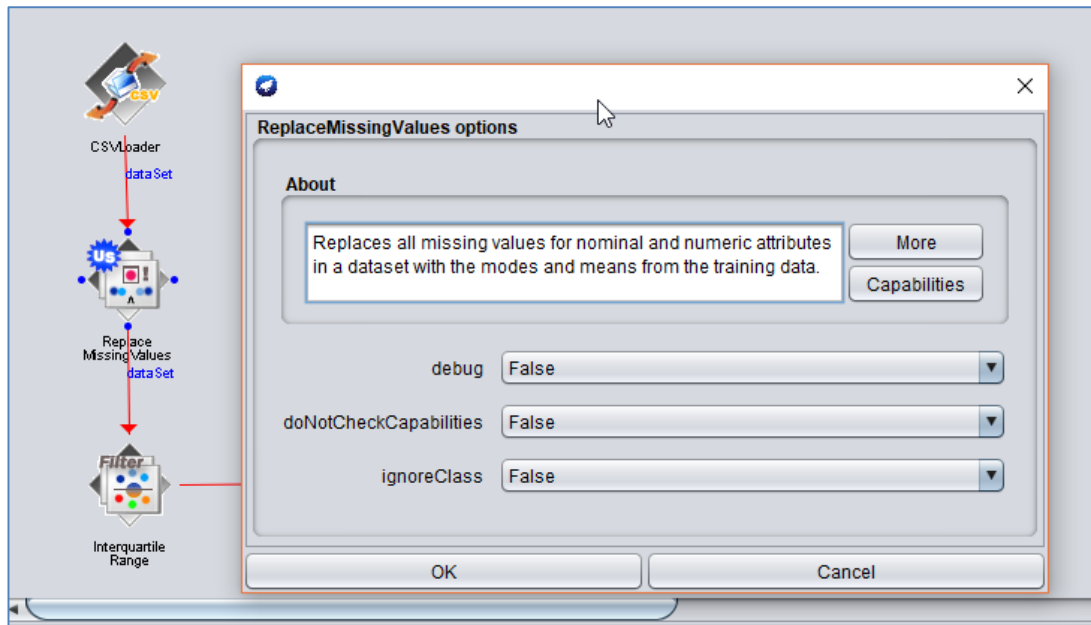 CSV
CSVLoader
dataSet
Us
!
Replace
MissingValues
dataSet
Filter
Interquartile
Range
ReplaceMissingValues options
About
Replaces all missing values for nominal and numeric attributes
in a dataset with the modes and means from the training data.
More
Capabilities
debug
False
doNotCheckCapabilities
False
ignoreClass
False
OK
Cancel